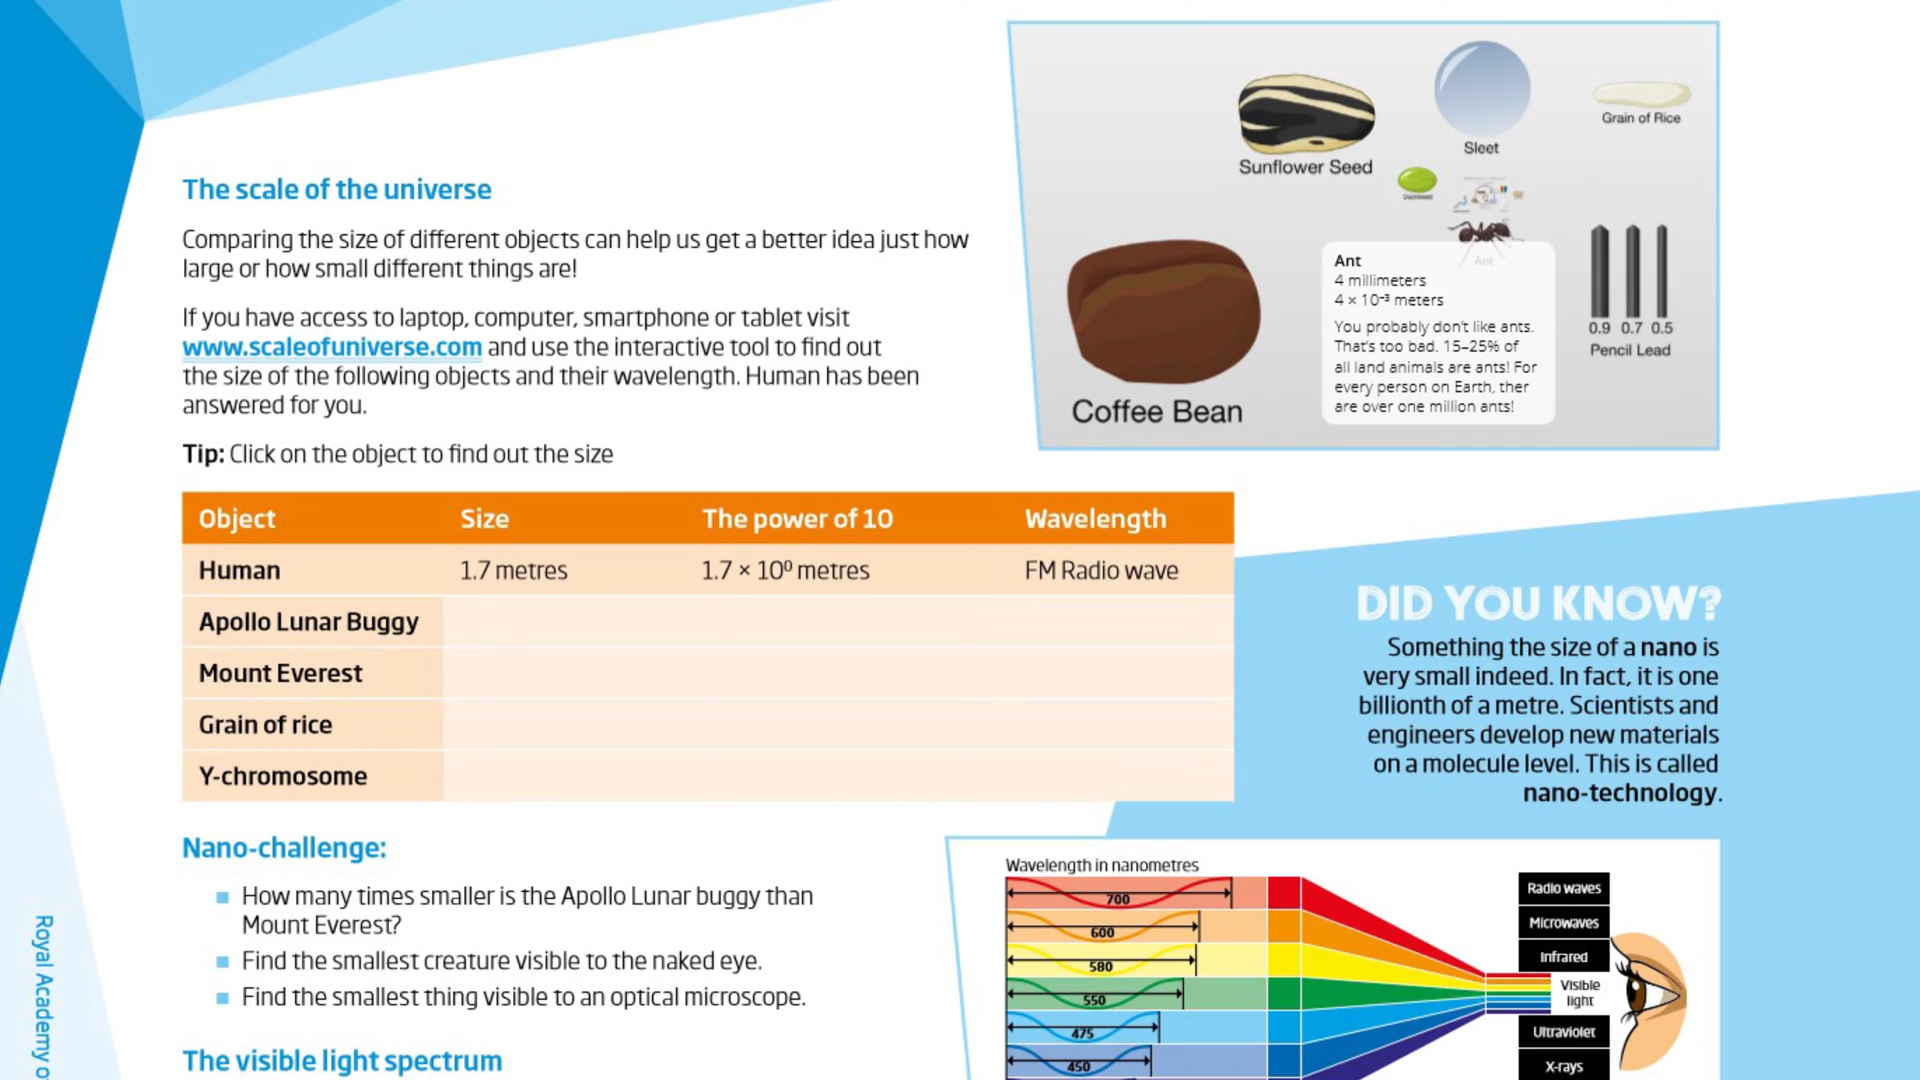 The scale of the universe
Comparing the size of different objects can help us get a better idea just how
large or how small different things are!
If you have access to laptop, computer, smartphone or tablet visit
www.scaleofuniverse.com and use the interactive tool to find out
the size of the following objects and their wavelength. Human has been
answered for you.
Tip: Click on the object to find out the size
Sunflower Seed
Sleet
Grain of Rice
Duckweed
Coffee Bean
Ant
Ant
4 millimeters
4 × 10⁻³ meters
You probably don't like ants.
That's too bad. 15–25% of
all land animals are ants! For
every person on Earth, ther
are over one million ants!
0.9 0.7 0.5
Pencil Lead
Object Size The power of 10 Wavelength
Human 1.7 metres 1.7 × 10⁰ metres FM Radio wave
Apollo Lunar Buggy
Mount Everest
Grain of rice
Y-chromosome
DID YOU KNOW?
Something the size of a nano is
very small indeed. In fact, it is one
billionth of a metre. Scientists and
engineers develop new materials
on a molecule level. This is called
nano-technology.
Nano-challenge:
How many times smaller is the Apollo Lunar buggy than
Mount Everest?
Find the smallest creature visible to the naked eye.
Find the smallest thing visible to an optical microscope.
The visible light spectrum
Wavelength in nanometres
700
600
580
550
475
450
Radio waves
Microwaves
Infrared
Visible
light
Ultraviolet
X-rays
Royal Academy